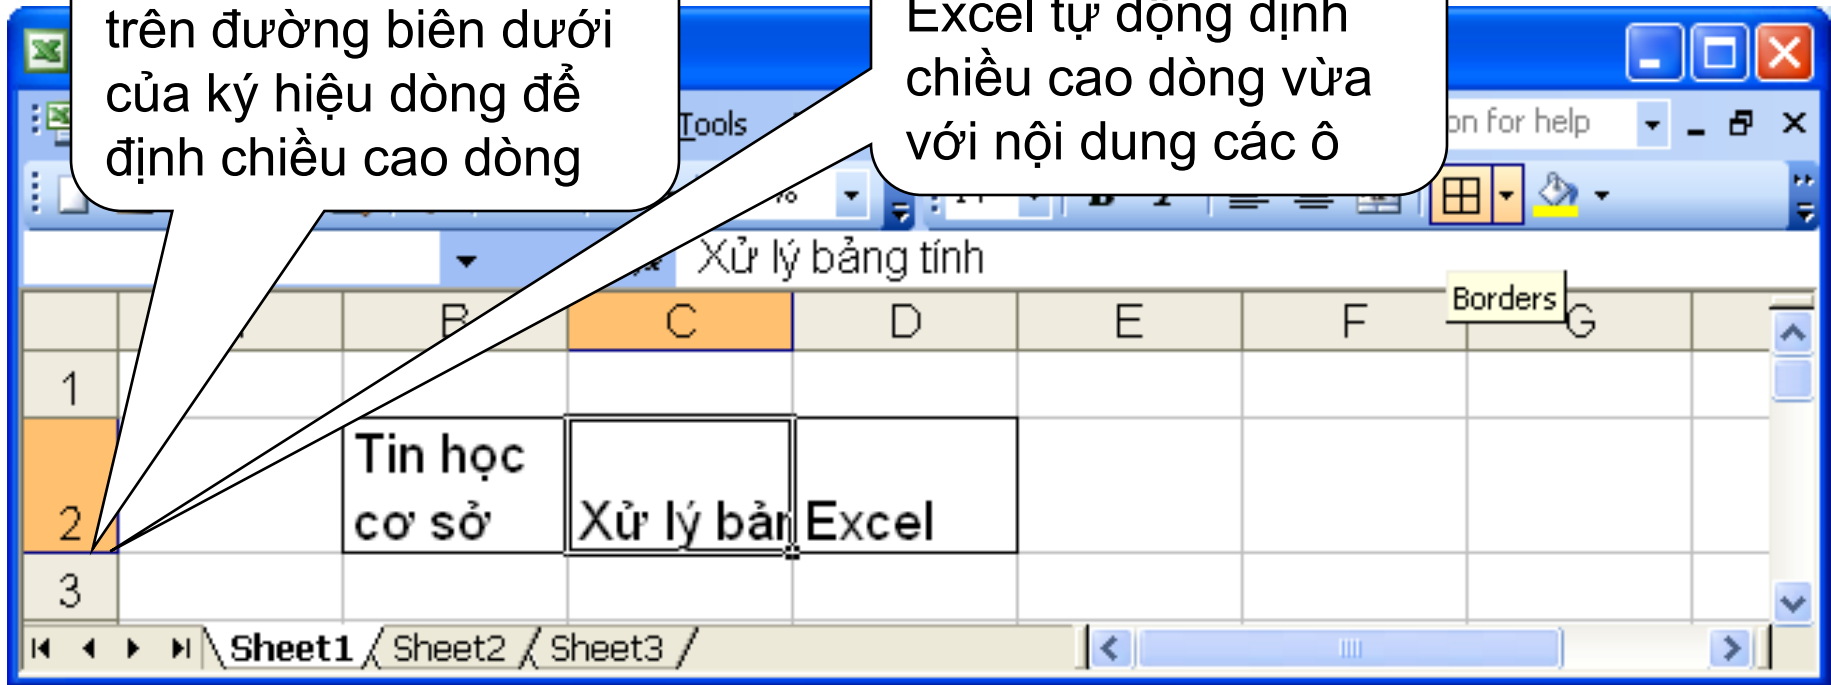 trên đường biên dưới
của ký hiệu dòng để
định chiều cao dòng
Excel tự động định
chiều cao dòng vừa
với nội dung các ô
Tools
on for help
Xử lý bảng tính
Borders
B C D E F G
1
Tin học
cơ sở
2 Xử lý bản Excel
3
Sheet1 Sheet2 Sheet3